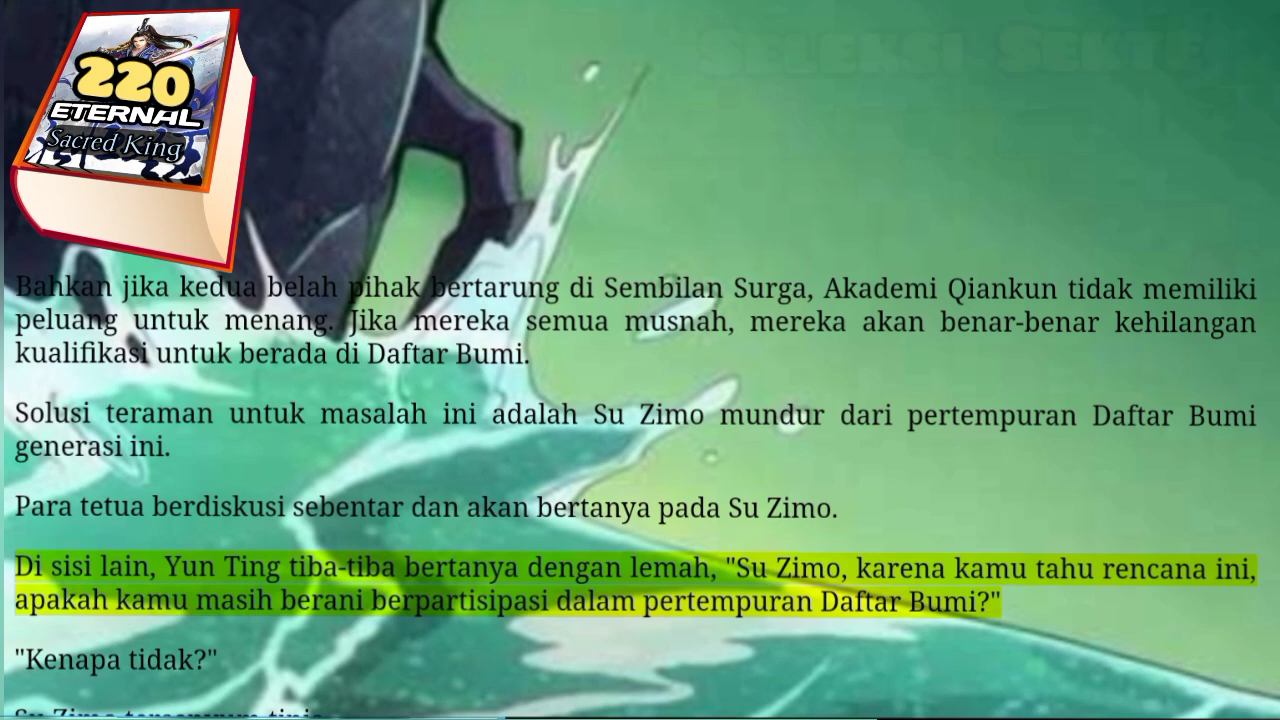 220
ETERNAL
Sacred King
Bahkan jika kedua belah pihak bertarung di Sembilan Surga, Akademi Qiankun tidak memiliki
peluang untuk menang. Jika mereka semua musnah, mereka akan benar-benar kehilangan
kualifikasi untuk berada di Daftar Bumi.
Solusi teraman untuk masalah ini adalah Su Zimo mundur dari pertempuran Daftar Bumi
generasi ini.
Para tetua berdiskusi sebentar dan akan bertanya pada Su Zimo.
Di sisi lain, Yun Ting tiba-tiba bertanya dengan lemah, "Su Zimo, karena kamu tahu rencana ini,
apakah kamu masih berani berpartisipasi dalam pertempuran Daftar Bumi?"
"Kenapa tidak?"